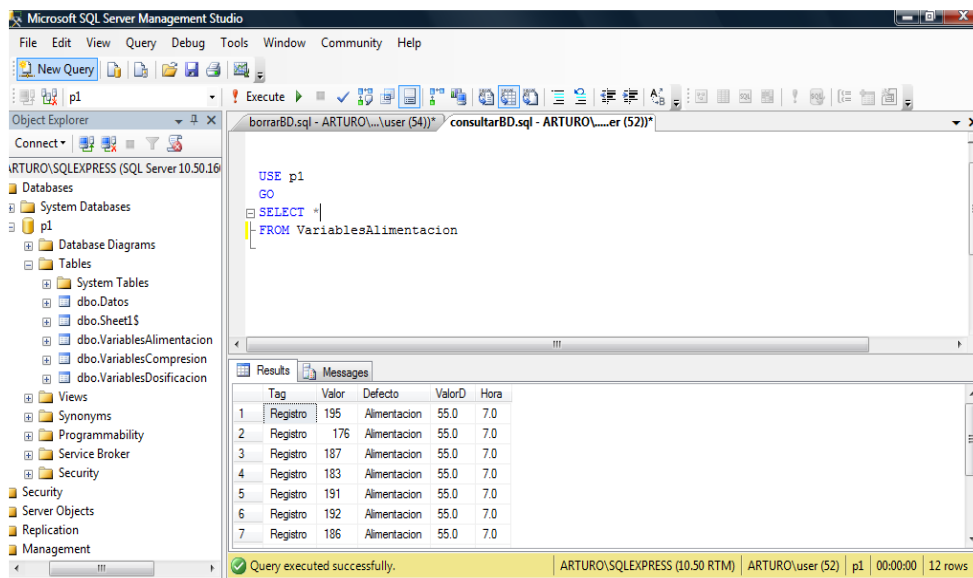 Microsoft SQL Server Management Studio
File Edit View Query Debug Tools Window Community Help
New Query
p1
Execute
Object Explorer
Connect
RTURO\SQLEXPRESS (SQL Server 10.50.16
Databases
System Databases
p1
Database Diagrams
Tables
System Tables
dbo.Datos
dbo.Sheet1$
dbo.VariablesAlimentacion
dbo.VariablesCompresion
dbo.VariablesDosificacion
Views
Synonyms
Programmability
Service Broker
Security
Security
Server Objects
Replication
Management
borrarBD.sql - ARTURO\...\user (54))* consultarBD.sql - ARTURO\.....er (52))*
USE p1
GO
SELECT *
FROM VariablesAlimentacion
Results Messages
Tag Valor Defecto ValorD Hora
1 Registro 195 Alimentacion 55.0 7.0
2 Registro 176 Alimentacion 55.0 7.0
3 Registro 187 Alimentacion 55.0 7.0
4 Registro 183 Alimentacion 55.0 7.0
5 Registro 191 Alimentacion 55.0 7.0
6 Registro 192 Alimentacion 55.0 7.0
7 Registro 186 Alimentacion 55.0 7.0
Query executed successfully. ARTURO\SQLEXPRESS (10.50 RTM) ARTURO\user (52) p1 00:00:00 12 rows